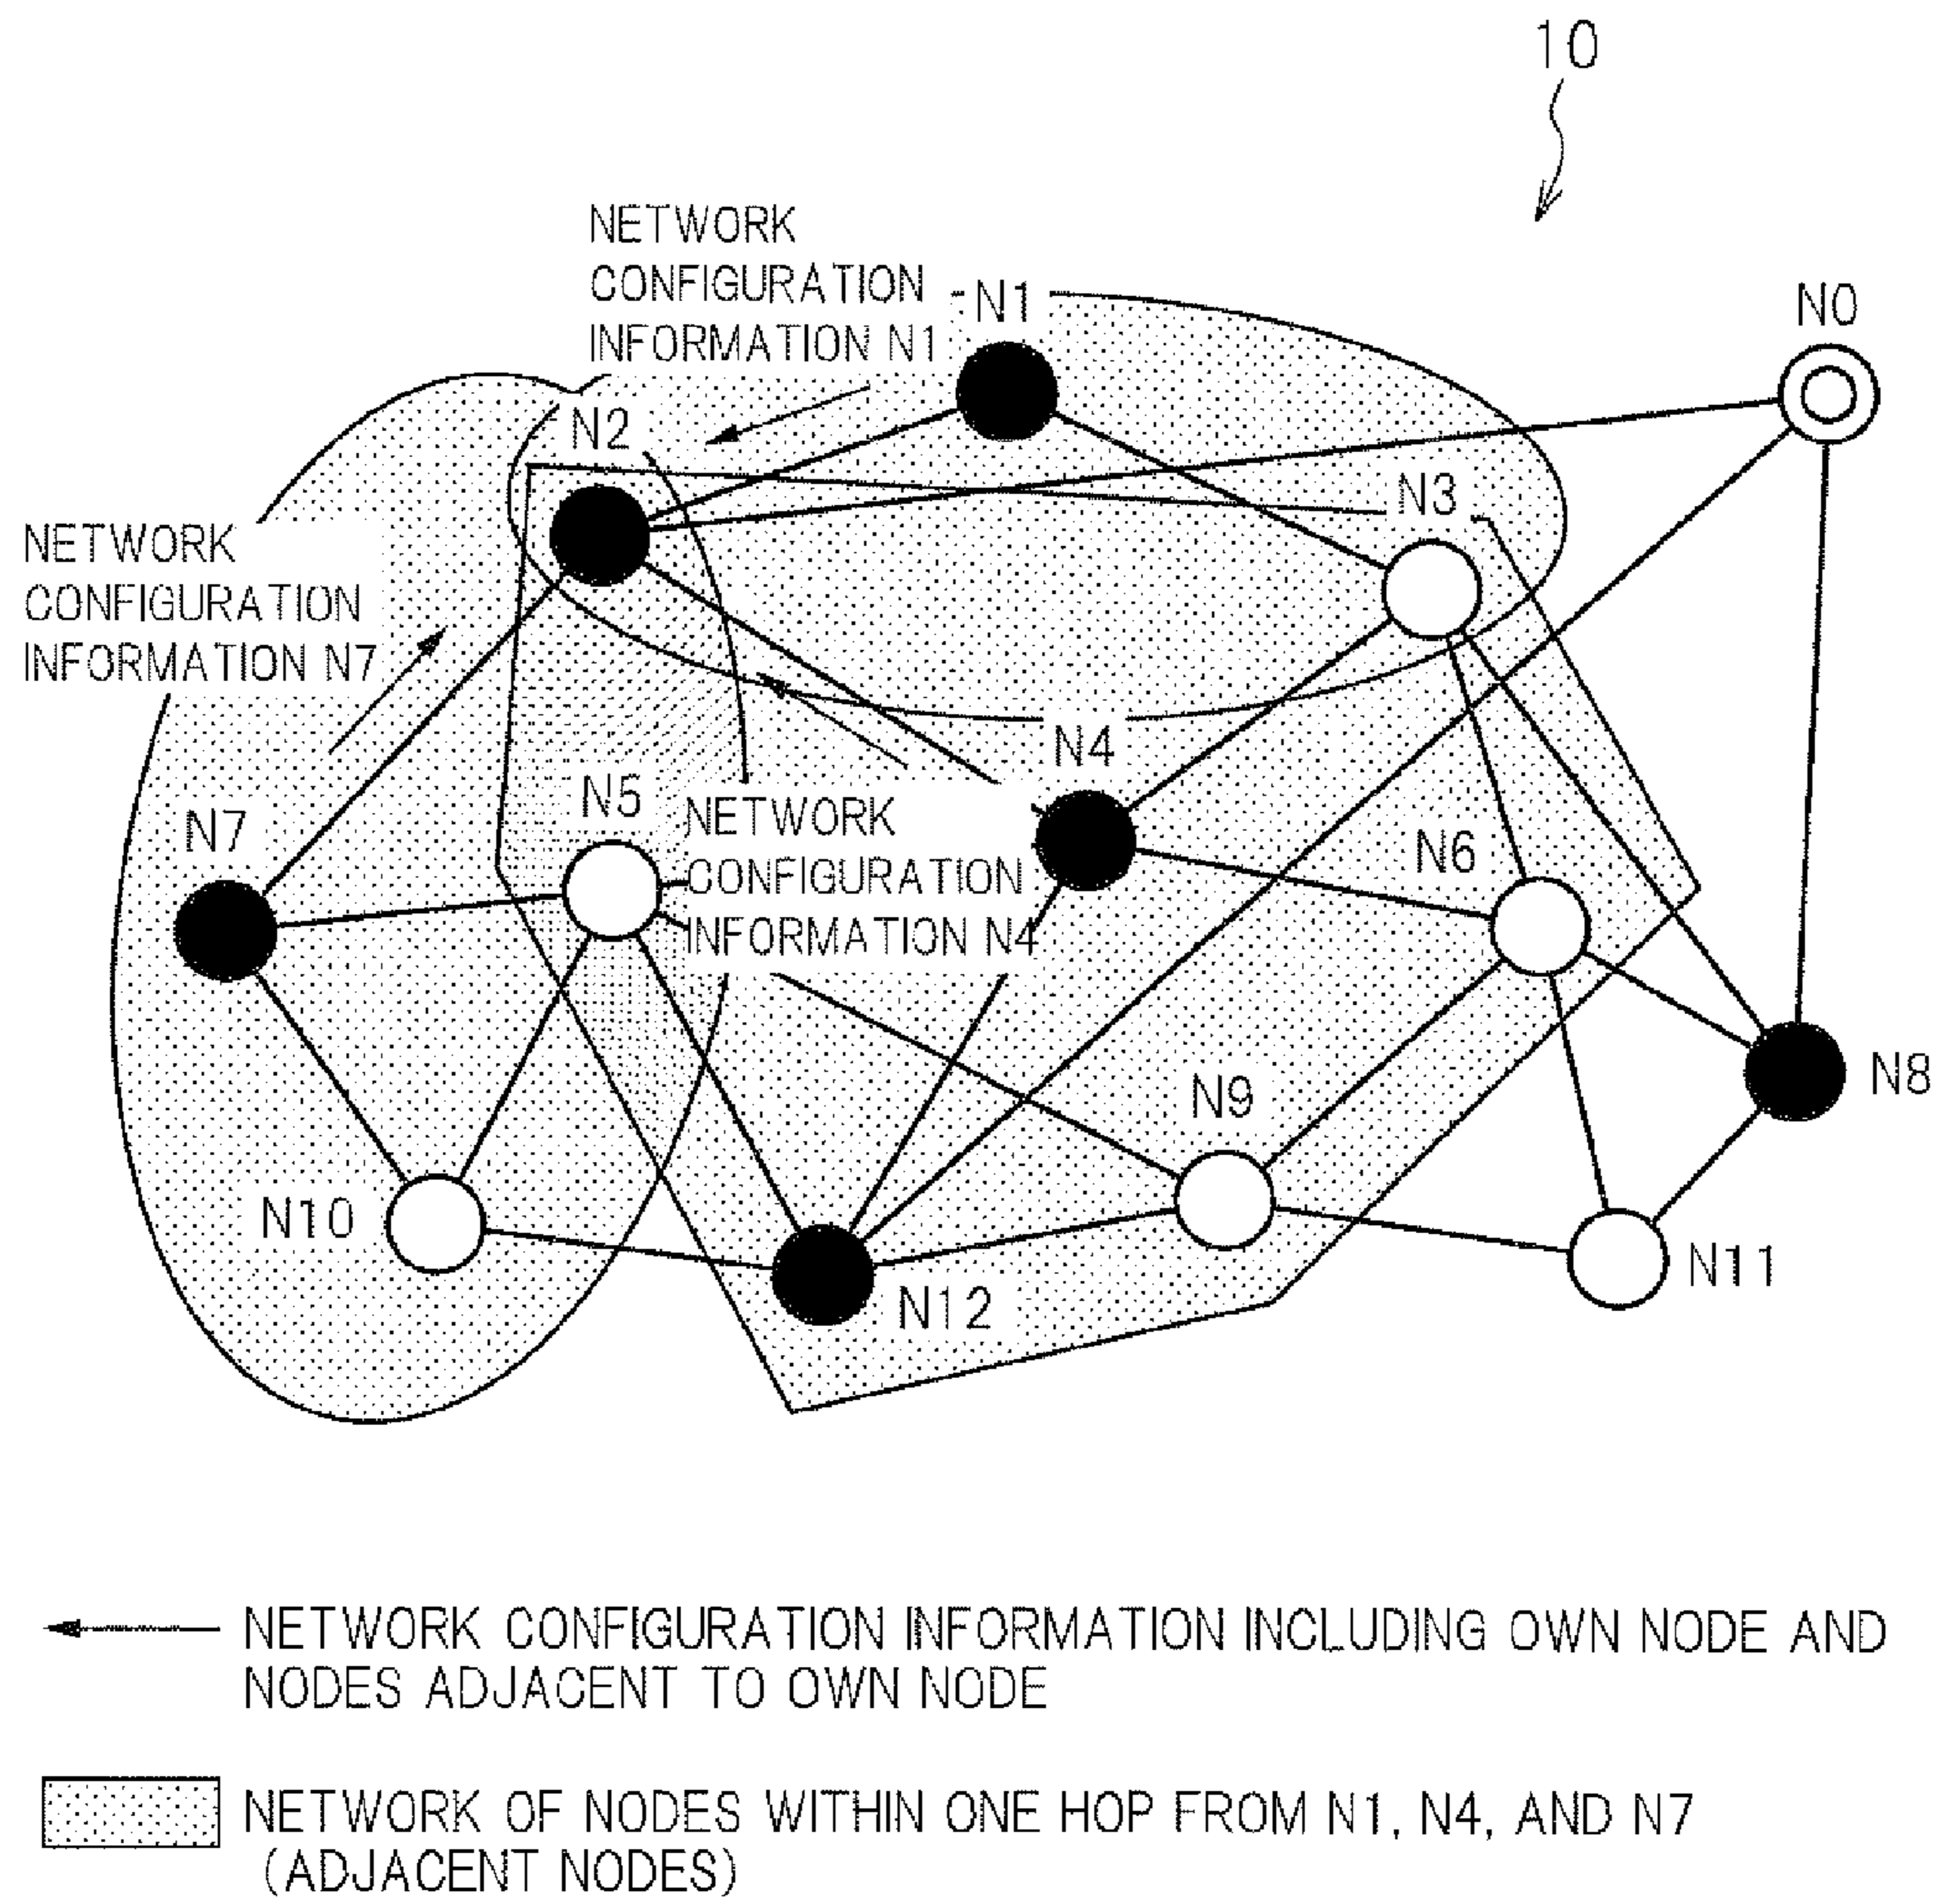 10
NETWORK
CONFIGURATION
INFORMATION N1
N1
N0
N2
N3
NETWORK
CONFIGURATION
INFORMATION N7
N4
N5
NETWORK
CONFIGURATION
INFORMATION N4
N7
N6
N8
N9
N10
N11
N12
NETWORK CONFIGURATION INFORMATION INCLUDING OWN NODE AND
NODES ADJACENT TO OWN NODE
NETWORK OF NODES WITHIN ONE HOP FROM N1, N4, AND N7
(ADJACENT NODES)